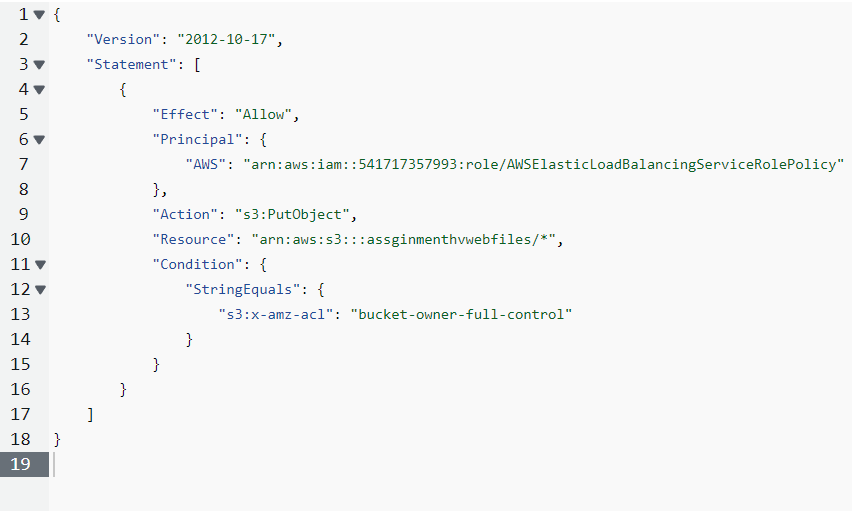 1 {
2 "Version": "2012-10-17",
3 "Statement": [
4 {
5 "Effect": "Allow",
6 "Principal": {
7 "AWS": "arn:aws:iam::541717357993:role/AWSElasticLoadBalancingServiceRolePolicy"
8 },
9 "Action": "s3:PutObject",
10 "Resource": "arn:aws:s3:::assginmenthvwebfiles/*",
11 "Condition": {
12 "StringEquals": {
13 "s3:x-amz-acl": "bucket-owner-full-control"
14 }
15 }
16 }
17 ]
18 }
19